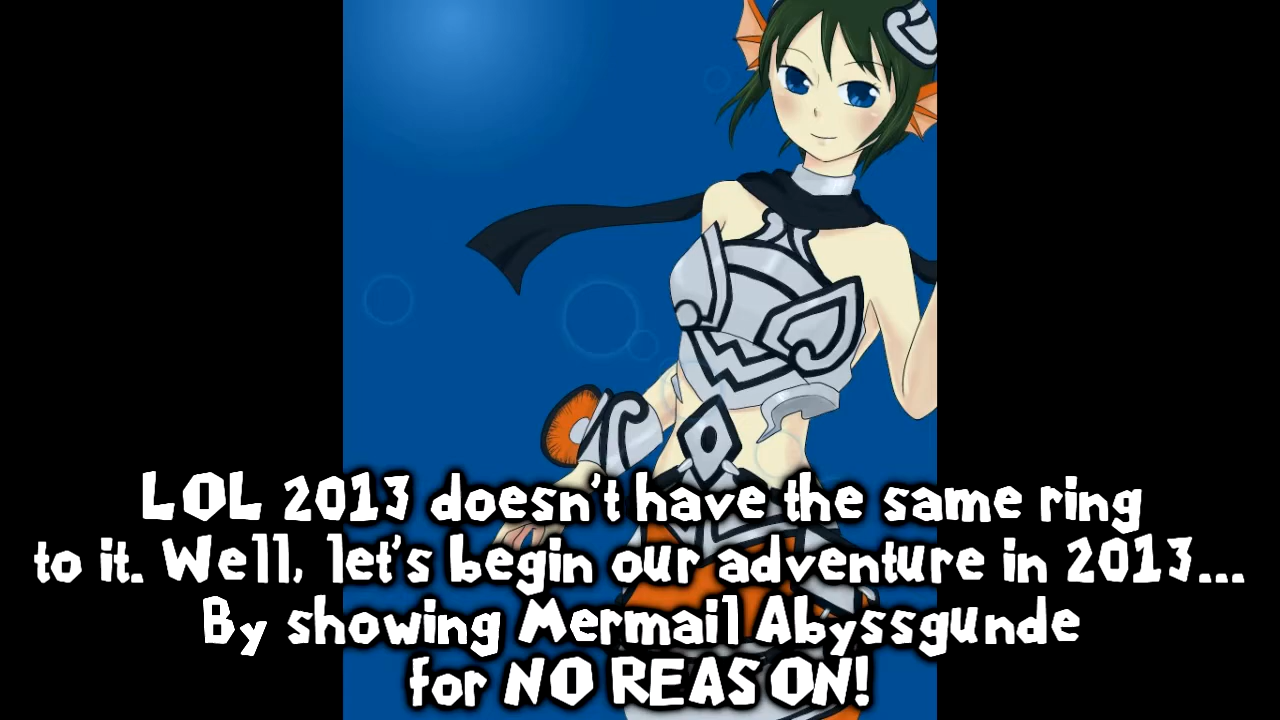 LOL 2013 doesn't have the same ring
to it. Well, let's begin our adventure in 2013...
By showing Mermail Abyssgunde
for NO REASON!